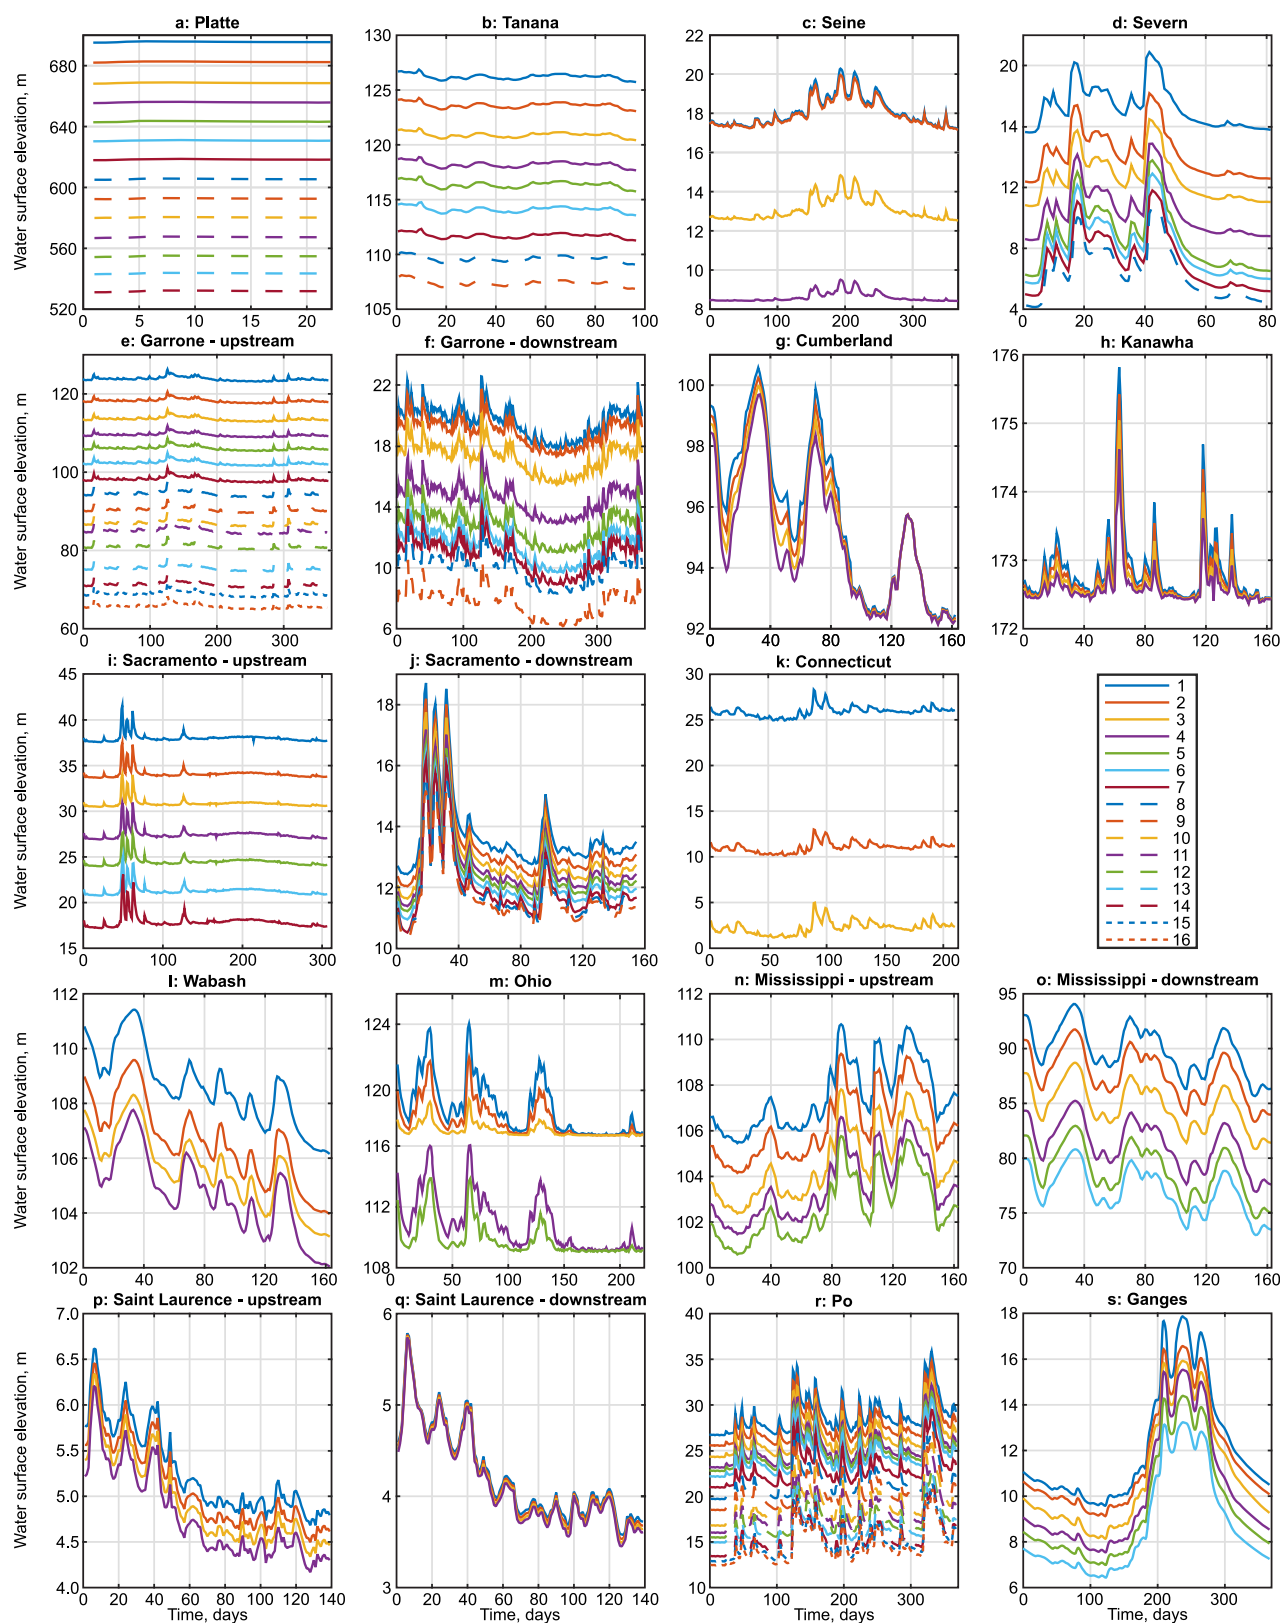 a: Platte
b: Tanana
c: Seine
d: Severn
Water surface elevation, m
680
640
600
560
520
0 5 10 15 20
130
125
120
115
110
105
0 20 40 60 80 100
22
20
18
16
14
12
10
8
0 100 200 300
20
14
12
8
4
0 20 40 60 80
e: Garrone - upstream
f: Garrone - downstream
g: Cumberland
h: Kanawha
Water surface elevation, m
120
100
80
60
0 100 200 300
22
18
14
10
6
0 100 200 300
100
98
96
94
92
0 40 80 120 160
176
175
174
173
172
0 40 80 120 160
i: Sacramento - upstream
j: Sacramento - downstream
k: Connecticut
Water surface elevation, m
45
40
35
30
25
20
15
0 100 200 300
18
16
14
12
10
0 40 80 120 160
30
25
20
15
10
5
0
0 50 100 150 200
1
2
3
4
5
6
7
8
9
10
11
12
13
14
15
16
l: Wabash
m: Ohio
n: Mississippi - upstream
o: Mississippi - downstream
Water surface elevation, m
112
110
108
106
104
102
0 40 80 120 160
124
120
116
112
108
0 50 100 150 200
112
110
108
106
104
102
100
0 40 80 120 160
95
90
85
80
75
70
0 40 80 120 160
p: Saint Laurence - upstream
q: Saint Laurence - downstream
r: Po
s: Ganges
Water surface elevation, m
7.0
6.5
6.0
5.5
5.0
4.5
4.0
0 20 40 60 80 100 120 140
Time, days
6
5
4
3
0 20 40 60 80 100 120 140
Time, days
40
35
30
25
20
15
10
0 100 200 300
Time, days
18
16
14
12
10
8
6
0 100 200 300
Time, days